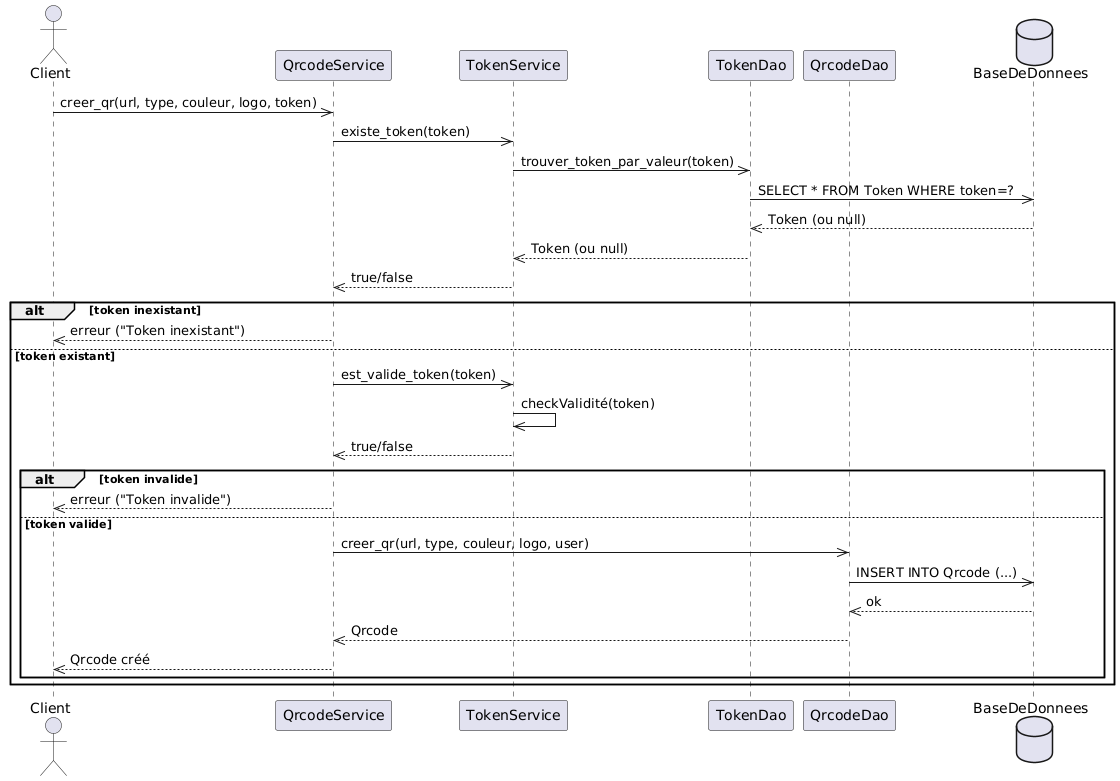 Client
QrcodeService
TokenService
TokenDao
QrcodeDao
BaseDeDonnees
creer_qr(url, type, couleur, logo, token)
existe_token(token)
trouver_token_par_valeur(token)
SELECT * FROM Token WHERE token=?
Token (ou null)
Token (ou null)
true/false
alt [token inexistant]
erreur ("Token inexistant")
[token existant]
est_valide_token(token)
checkValidité(token)
true/false
alt [token invalide]
erreur ("Token invalide")
[token valide]
creer_qr(url, type, couleur, logo, user)
INSERT INTO Qrcode (...)
ok
Qrcode
Qrcode créé
Client
QrcodeService
TokenService
TokenDao
QrcodeDao
BaseDeDonnees